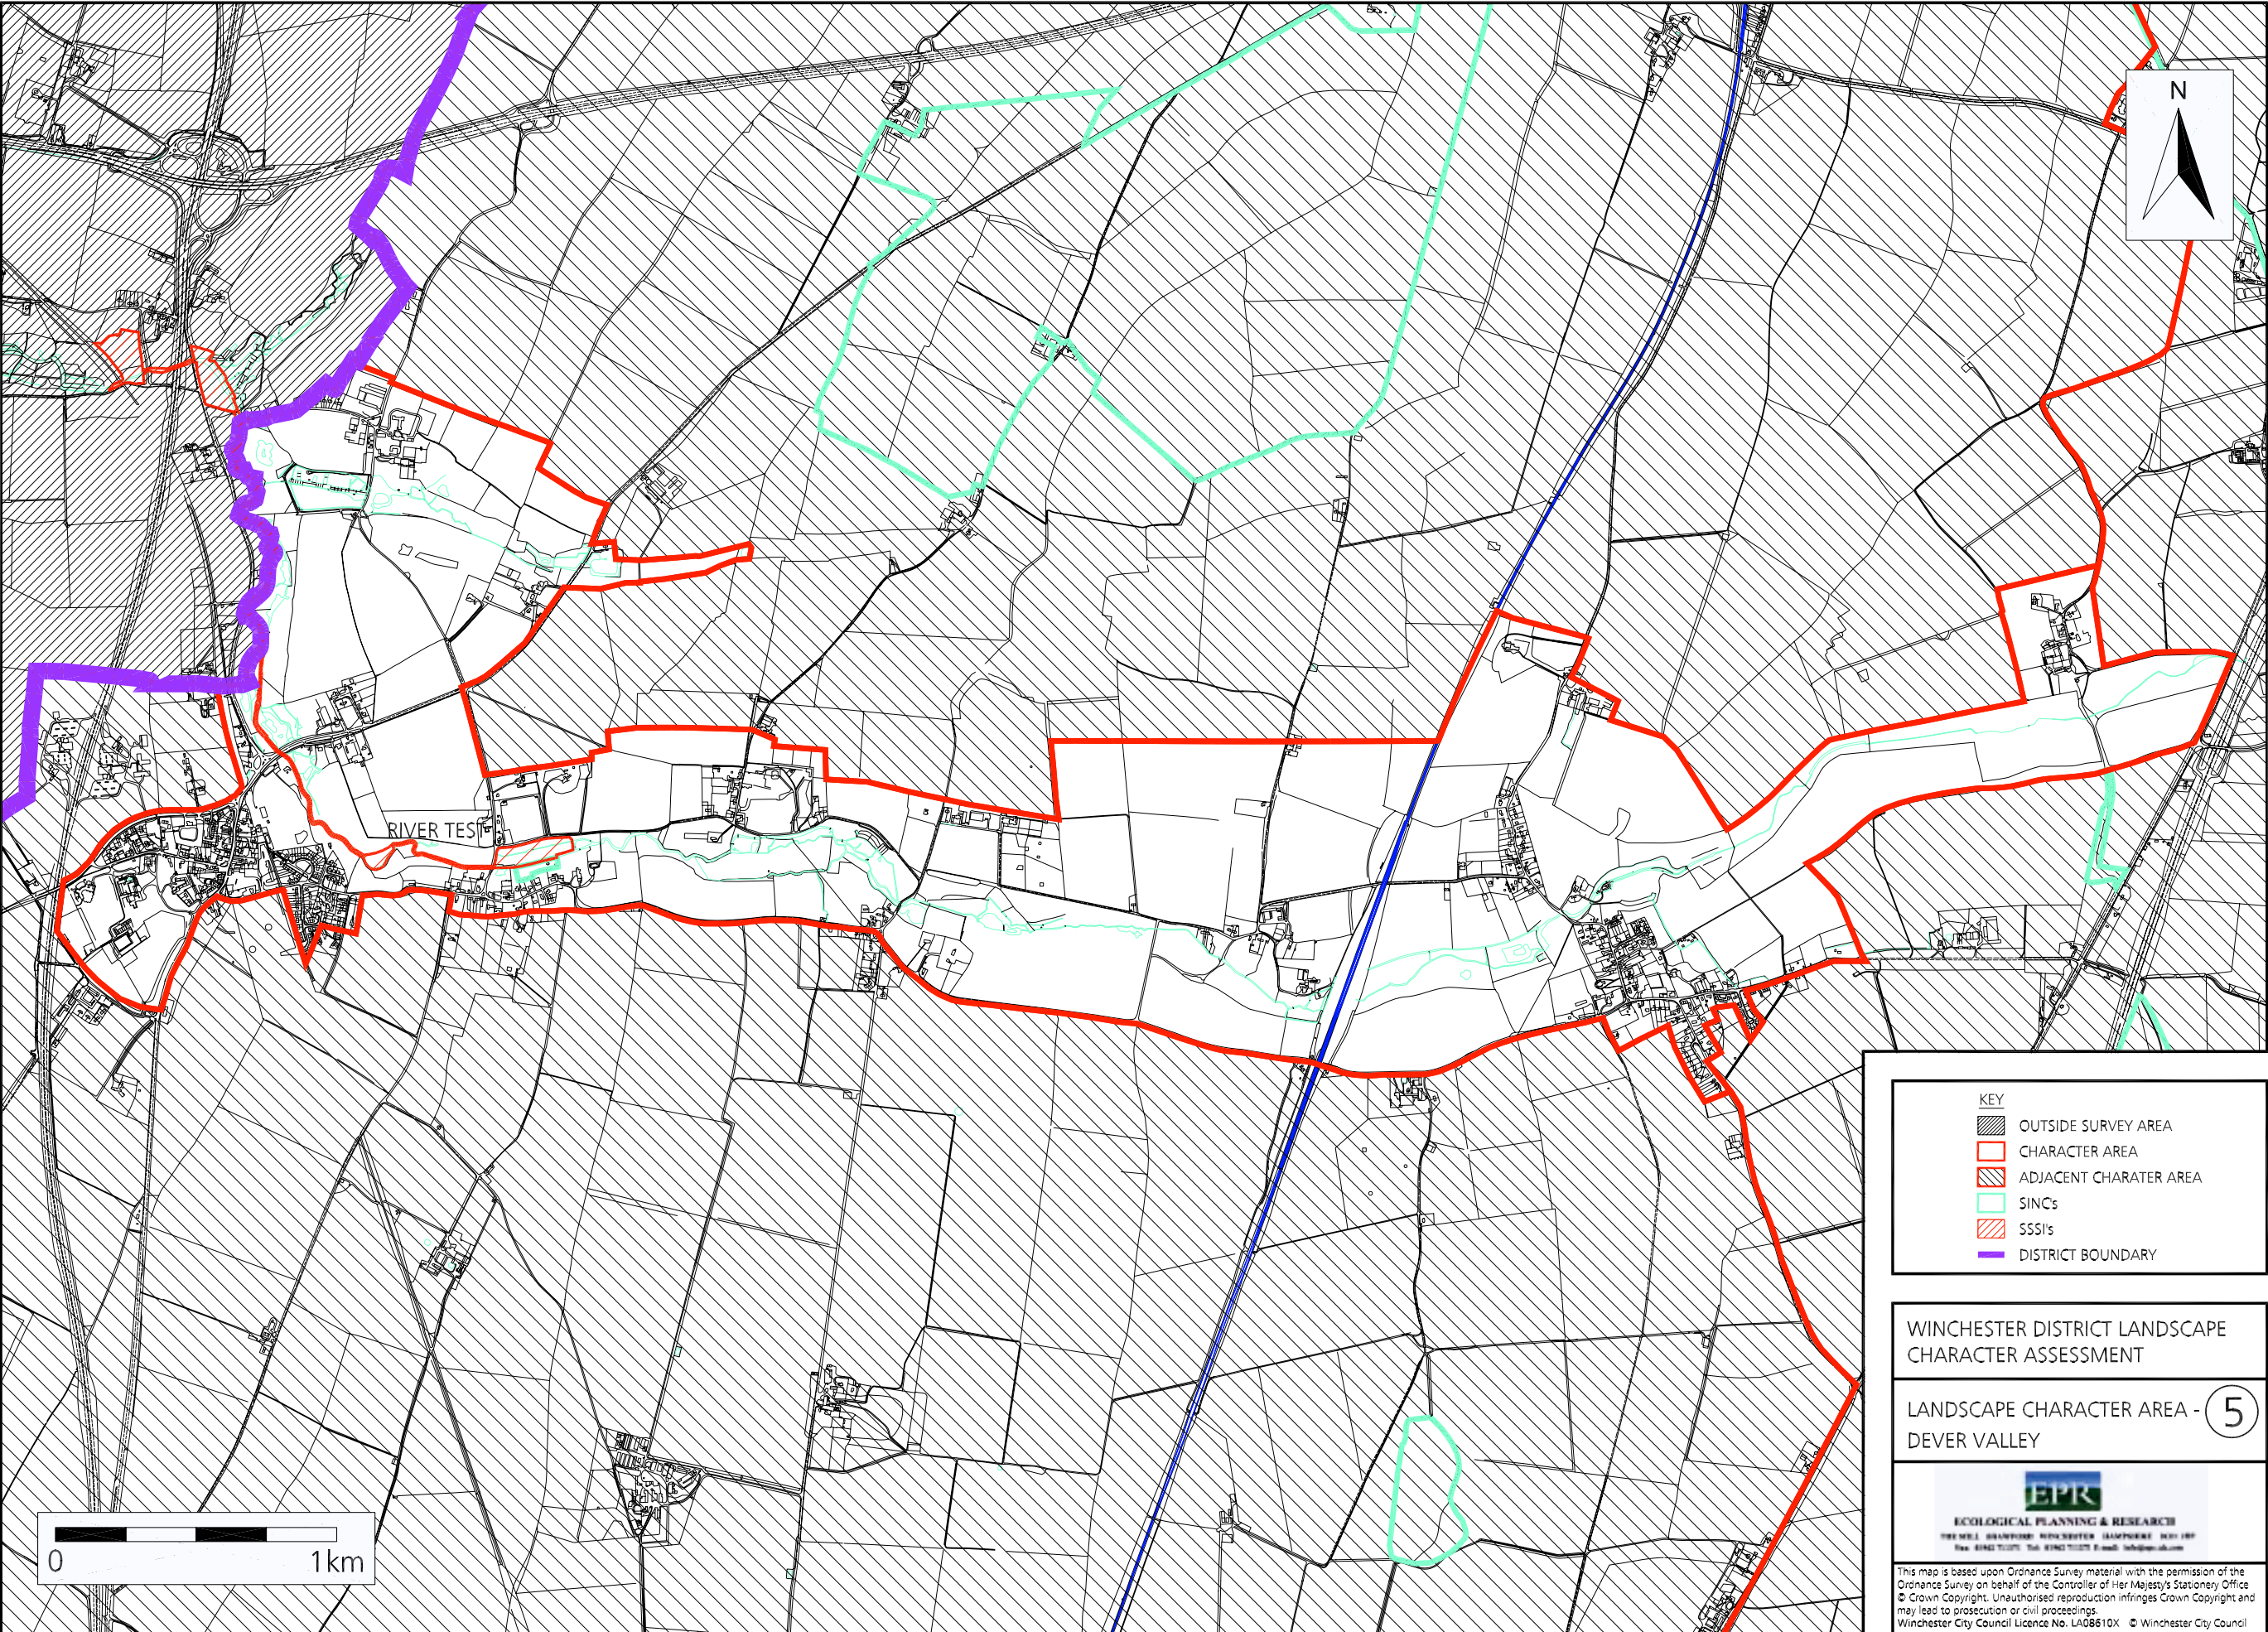 N
RIVER TEST
KEY
OUTSIDE SURVEY AREA
CHARACTER AREA
ADJACENT CHARATER AREA
SINC's
SSSI's
DISTRICT BOUNDARY
WINCHESTER DISTRICT LANDSCAPE
CHARACTER ASSESSMENT
LANDSCAPE CHARACTER AREA - 5
DEVER VALLEY
EPR
ECOLOGICAL PLANNING & RESEARCH
This map is based upon Ordnance Survey material with the permission of the
Ordnance Survey on behalf of the Controller of Her Majesty's Stationery Office
© Crown Copyright. Unauthorised reproduction infringes Crown Copyright and
may lead to prosecution or civil proceedings.
Winchester City Council Licence No. LA08610X © Winchester City Council
0 1km